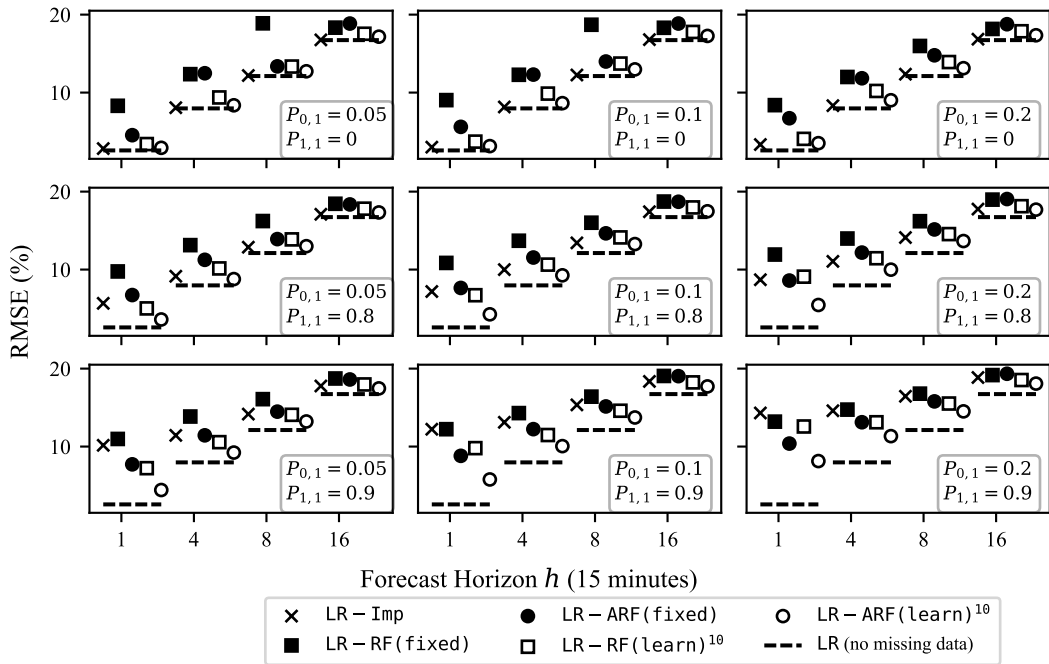 20
10
P0,1 = 0.05
P1,1 = 0
P0,1 = 0.1
P1,1 = 0
P0,1 = 0.2
P1,1 = 0
RMSE (%)
20
10
P0,1 = 0.05
P1,1 = 0.8
P0,1 = 0.1
P1,1 = 0.8
P0,1 = 0.2
P1,1 = 0.8
20
10
P0,1 = 0.05
P1,1 = 0.9
P0,1 = 0.1
P1,1 = 0.9
P0,1 = 0.2
P1,1 = 0.9
1 4 8 16
1 4 8 16
1 4 8 16
Forecast Horizon h (15 minutes)
LR−Imp
LR−RF(fixed)
LR−ARF(fixed)
LR−RF(learn)¹⁰
LR−ARF(learn)¹⁰
LR (no missing data)